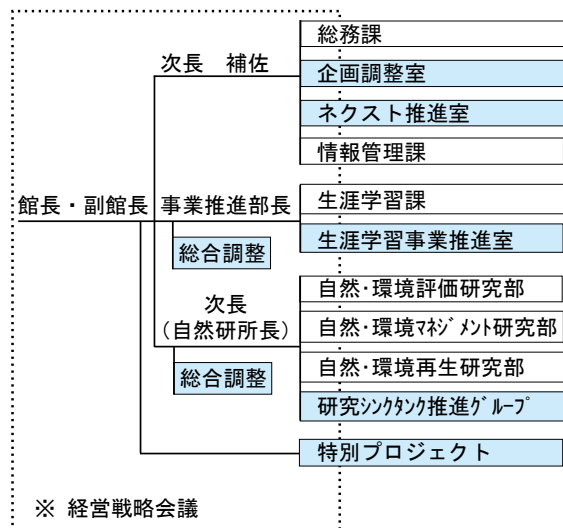 総務課
次長　補佐
企画調整室
ネクスト推進室
情報管理課
館長・副館長
事業推進部長
生涯学習課
総合調整
生涯学習事業推進室
次長
（自然研所長）
自然・環境評価研究部
自然・環境ﾏﾈｼﾞﾒﾝﾄ研究部
総合調整
自然・環境再生研究部
研究ｼﾝｸﾀﾝｸ推進ｸﾞﾙｰﾌﾟ
特別プロジェクト
※ 経営戦略会議